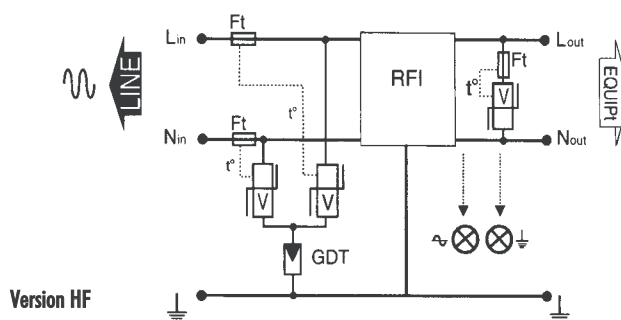 Lin
Ft
Lout
LINE
RFI
Ft
t°
V
EQUIPt
t°
Nin
Ft
Nout
t°
V
V
GDT
Version HF